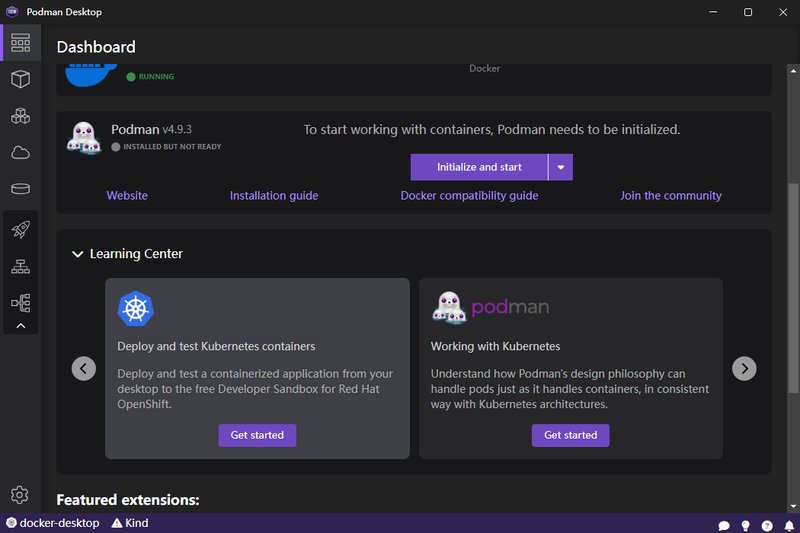 Podman Desktop
Dashboard
RUNNING
Docker
Podman v4.9.3
INSTALLED BUT NOT READY
To start working with containers, Podman needs to be initialized.
Initialize and start
Website
Installation guide
Docker compatibility guide
Join the community
Learning Center
Deploy and test Kubernetes containers
Deploy and test a containerized application from your
desktop to the free Developer Sandbox for Red Hat
OpenShift.
Get started
podman
Working with Kubernetes
Understand how Podman's design philosophy can
handle pods just as it handles containers, in consistent
way with Kubernetes architectures.
Get started
Featured extensions:
docker-desktop
Kind